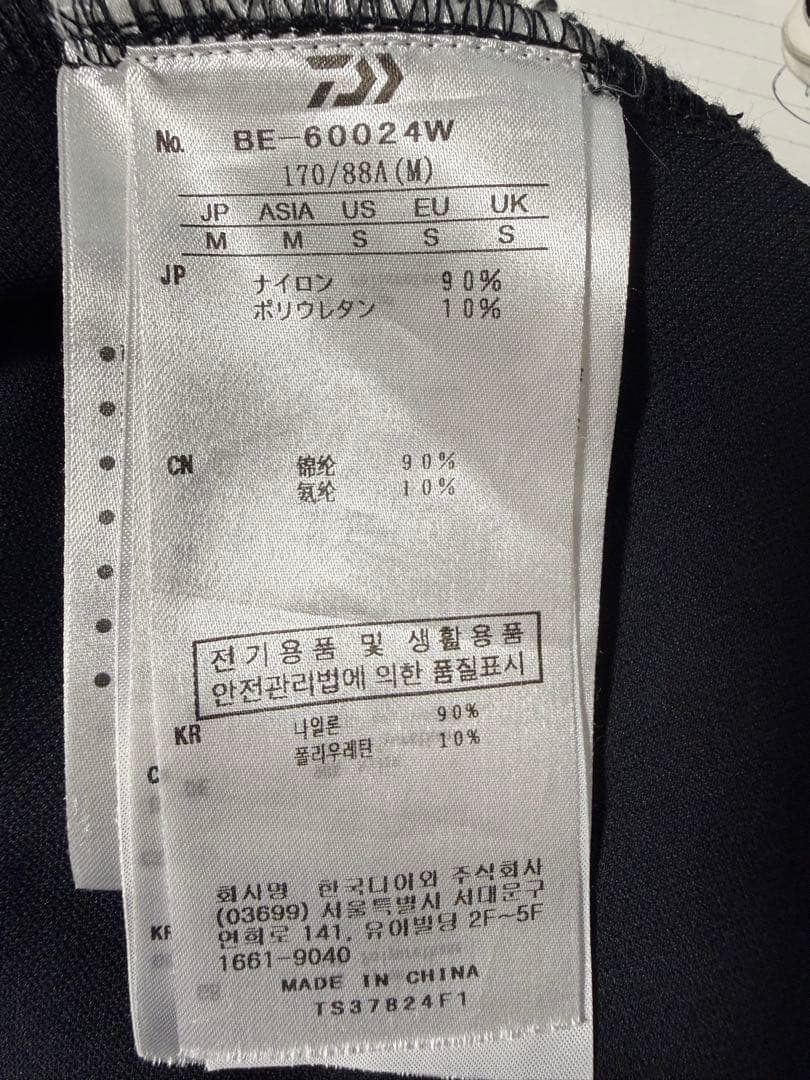 No. BE-60024W
170/88A(M)
JP ASIA US EU UK
M M S S S
JP ナイロン 90%
ポリウレタン 10%
CN 锦纶 90%
氨纶 10%
전기용품 및 생활용품
안전관리법에 의한 품질표시
KR 나일론 90%
폴리우레탄 10%
회사명 한국다이와 주식회사
(03699) 서울특별시 서대문구
연희로 141, 유아빌딩 2F~5F
1661-9040
MADE IN CHINA
TS37824F1